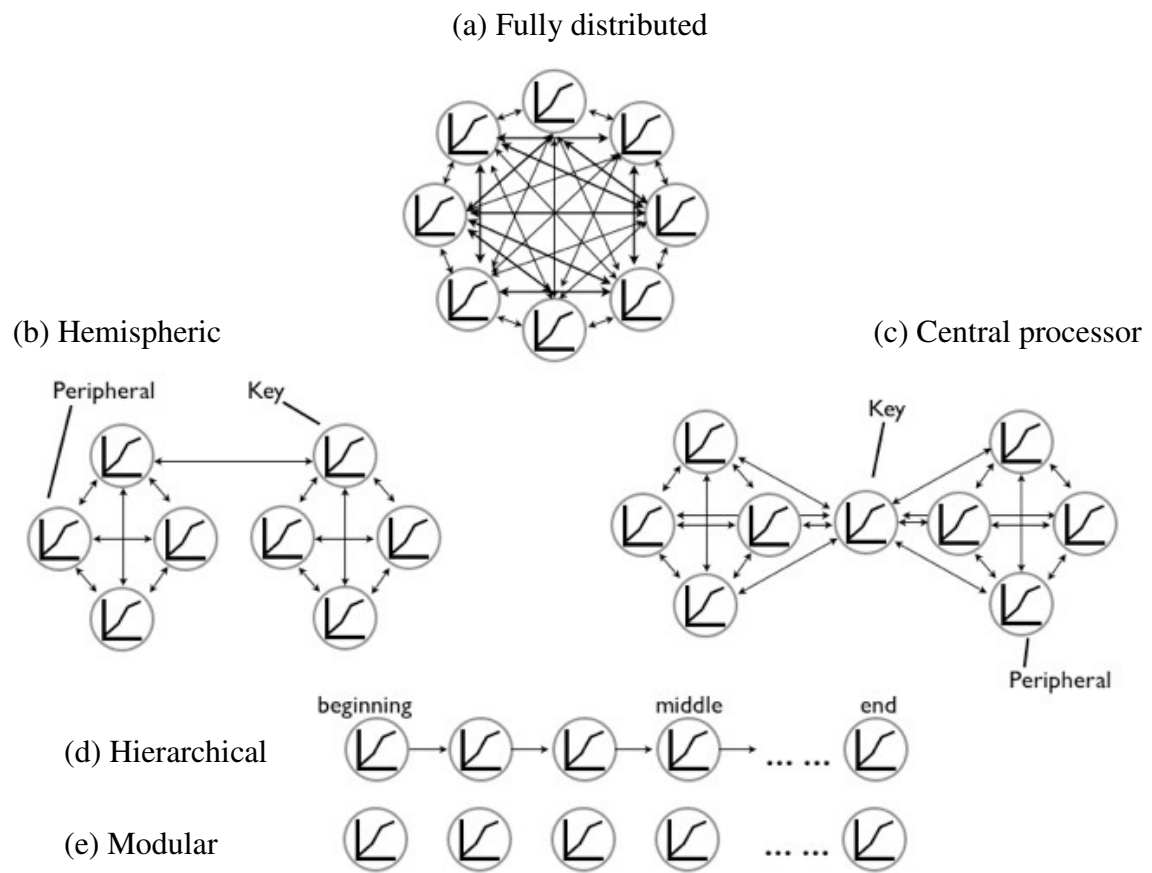 (a) Fully distributed
(b) Hemispheric
(c) Central processor
Peripheral
Key
Key
Peripheral
beginning
middle
end
(d) Hierarchical
... ...
(e) Modular
... ...